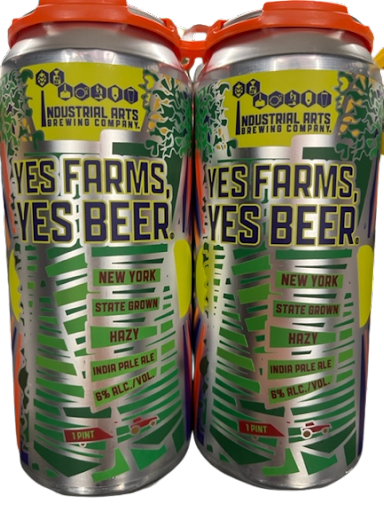 INDUSTRIAL ARTS
BREWING COMPANY.
YES FARMS,
YES BEER.
NEW YORK
STATE GROWN
HAZY
INDIA PALE ALE
6% ALC./VOL.
1 PINT
INDUSTRIAL ARTS
BREWING COMPANY.
YES FARMS,
YES BEER.
NEW YORK
STATE GROWN
HAZY
INDIA PALE ALE
6% ALC./VOL.
1 PINT